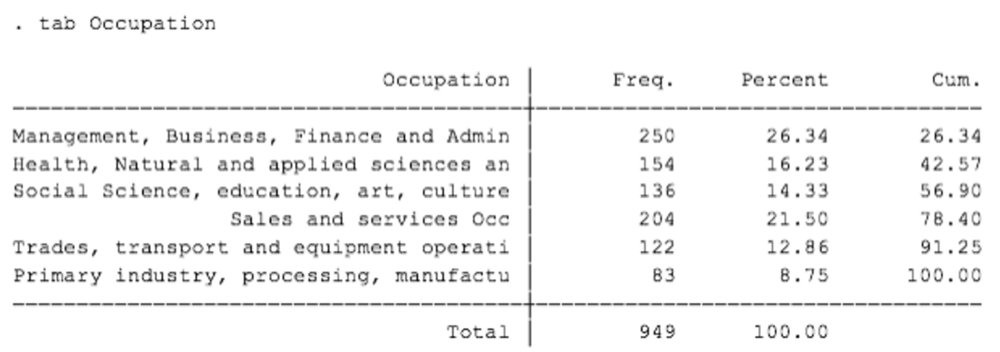 . tab Occupation
Occupation Freq. Percent Cum.
Management, Business, Finance and Admin 250 26.34 26.34
Health, Natural and applied sciences an 154 16.23 42.57
Social Science, education, art, culture 136 14.33 56.90
Sales and services Occ 204 21.50 78.40
Trades, transport and equipment operati 122 12.86 91.25
Primary industry, processing, manufactu 83 8.75 100.00
Total 949 100.00